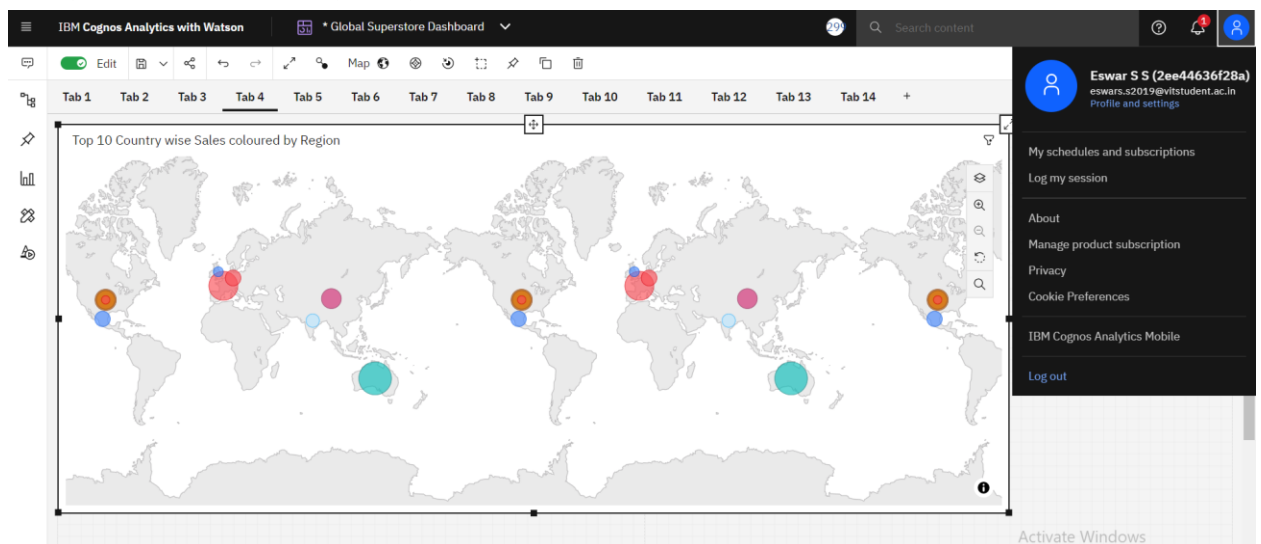 IBM Cognos Analytics with Watson
* Global Superstore Dashboard
299
Search content
1
Edit
Map
Tab 1 Tab 2 Tab 3 Tab 4 Tab 5 Tab 6 Tab 7 Tab 8 Tab 9 Tab 10 Tab 11 Tab 12 Tab 13 Tab 14 +
Top 10 Country wise Sales coloured by Region
Eswar S S (2ee44636f28a)
eswars.s2019@vitstudent.ac.in
Profile and settings
My schedules and subscriptions
Log my session
About
Manage product subscription
Privacy
Cookie Preferences
IBM Cognos Analytics Mobile
Log out
Activate Windows